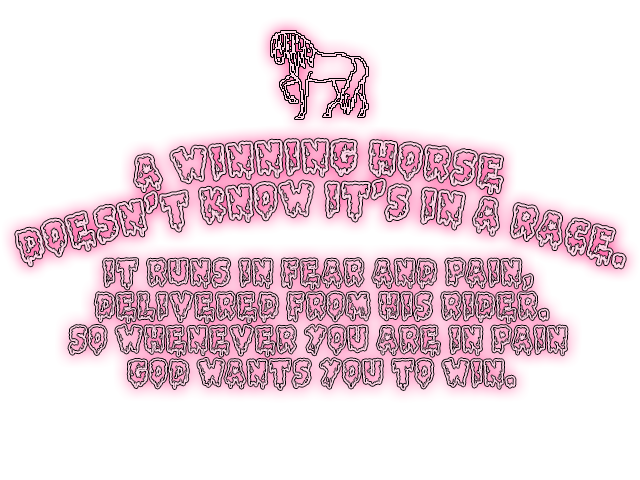 A WINNING HORSE
DOESN'T KNOW IT'S IN A RACE.
IT RUNS IN FEAR AND PAIN,
DELIVERED FROM HIS RIDER.
SO WHENEVER YOU ARE IN PAIN
GOD WANTS YOU TO WIN.